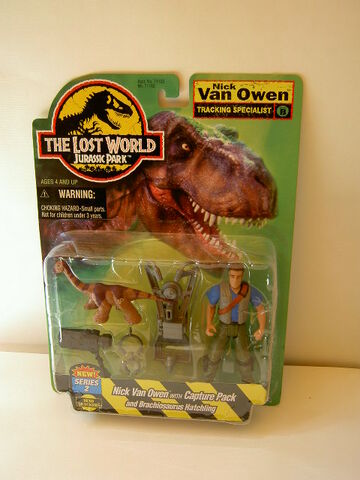 Nick
Van Owen
TRACKING SPECIALIST
THE LOST WORLD
JURASSIC PARK™
AGES 4 AND UP
WARNING:
CHOKING HAZARD-Small parts.
Not for children under 3 years.
NEW!
SERIES
2
Nick Van Owen WITH Capture Pack
and Brachiosaurus Hatchling